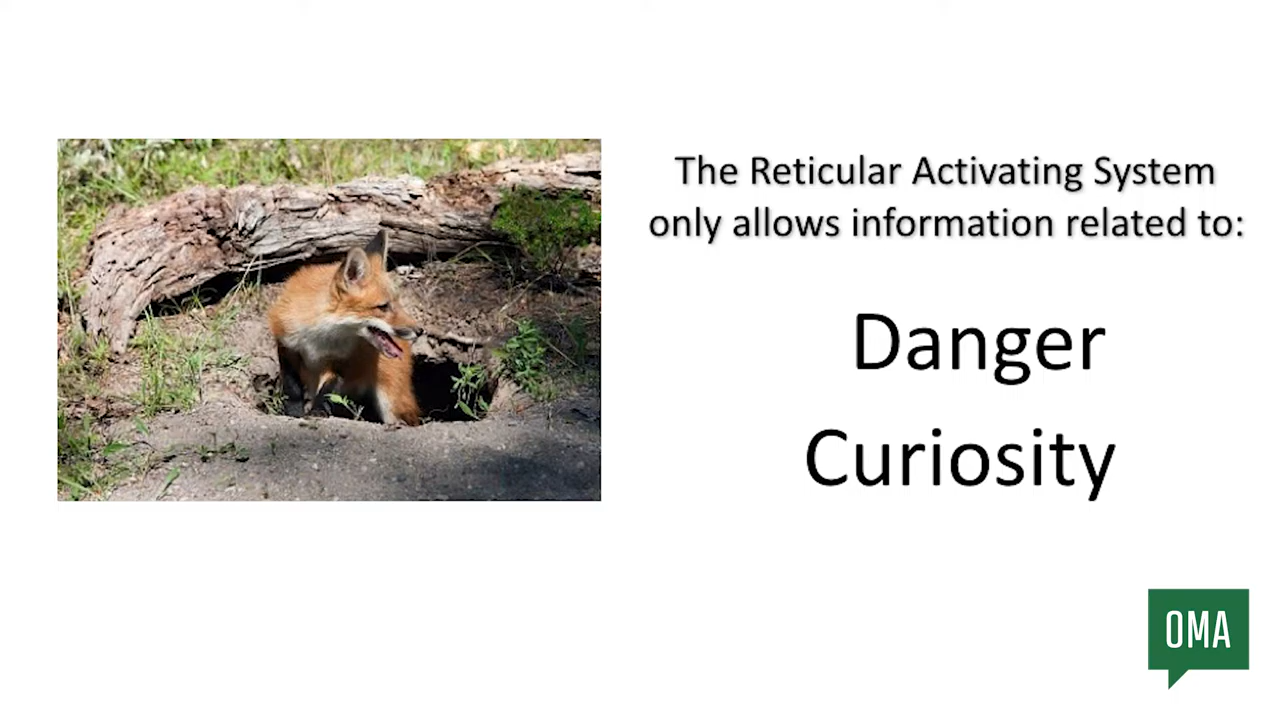 The Reticular Activating System
only allows information related to:
Danger
Curiosity
OMA